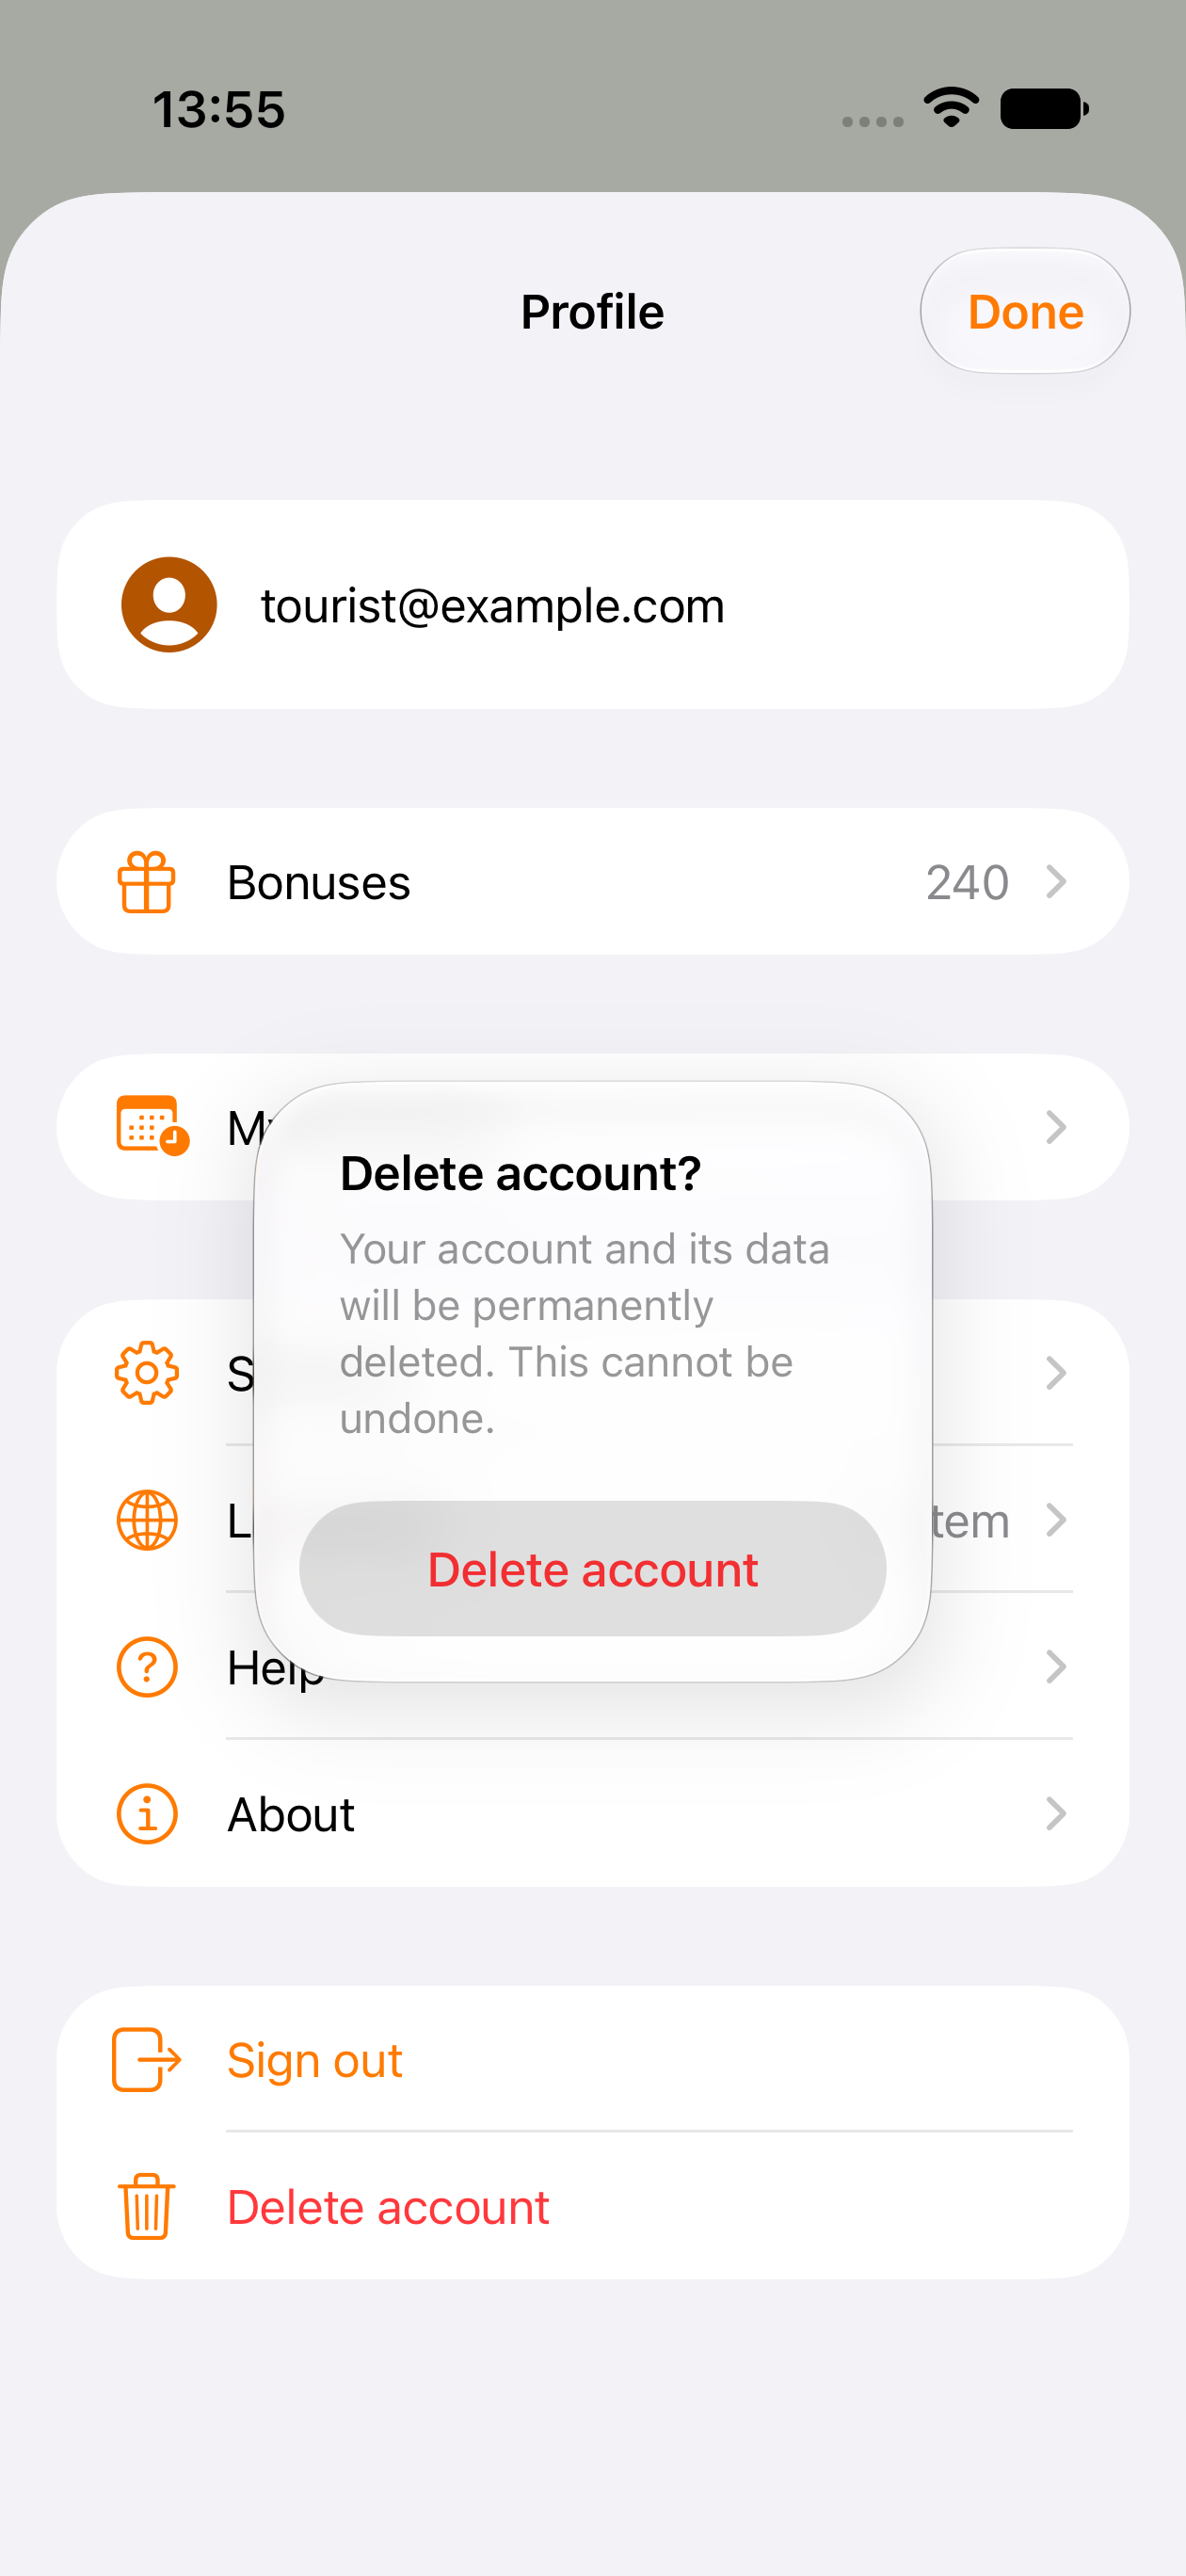 13:55
Profile
Done
tourist@example.com
Bonuses
240
Delete account?
Your account and its data
will be permanently
deleted. This cannot be
undone.
Delete account
Help
About
Sign out
Delete account